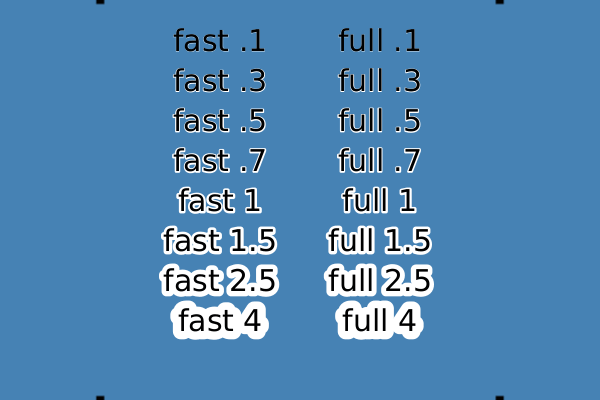 fast .1 full .1
fast .3 full .3
fast .5 full .5
fast .7 full .7
fast 1 full 1
fast 1.5 full 1.5
fast 2.5 full 2.5
fast 4 full 4